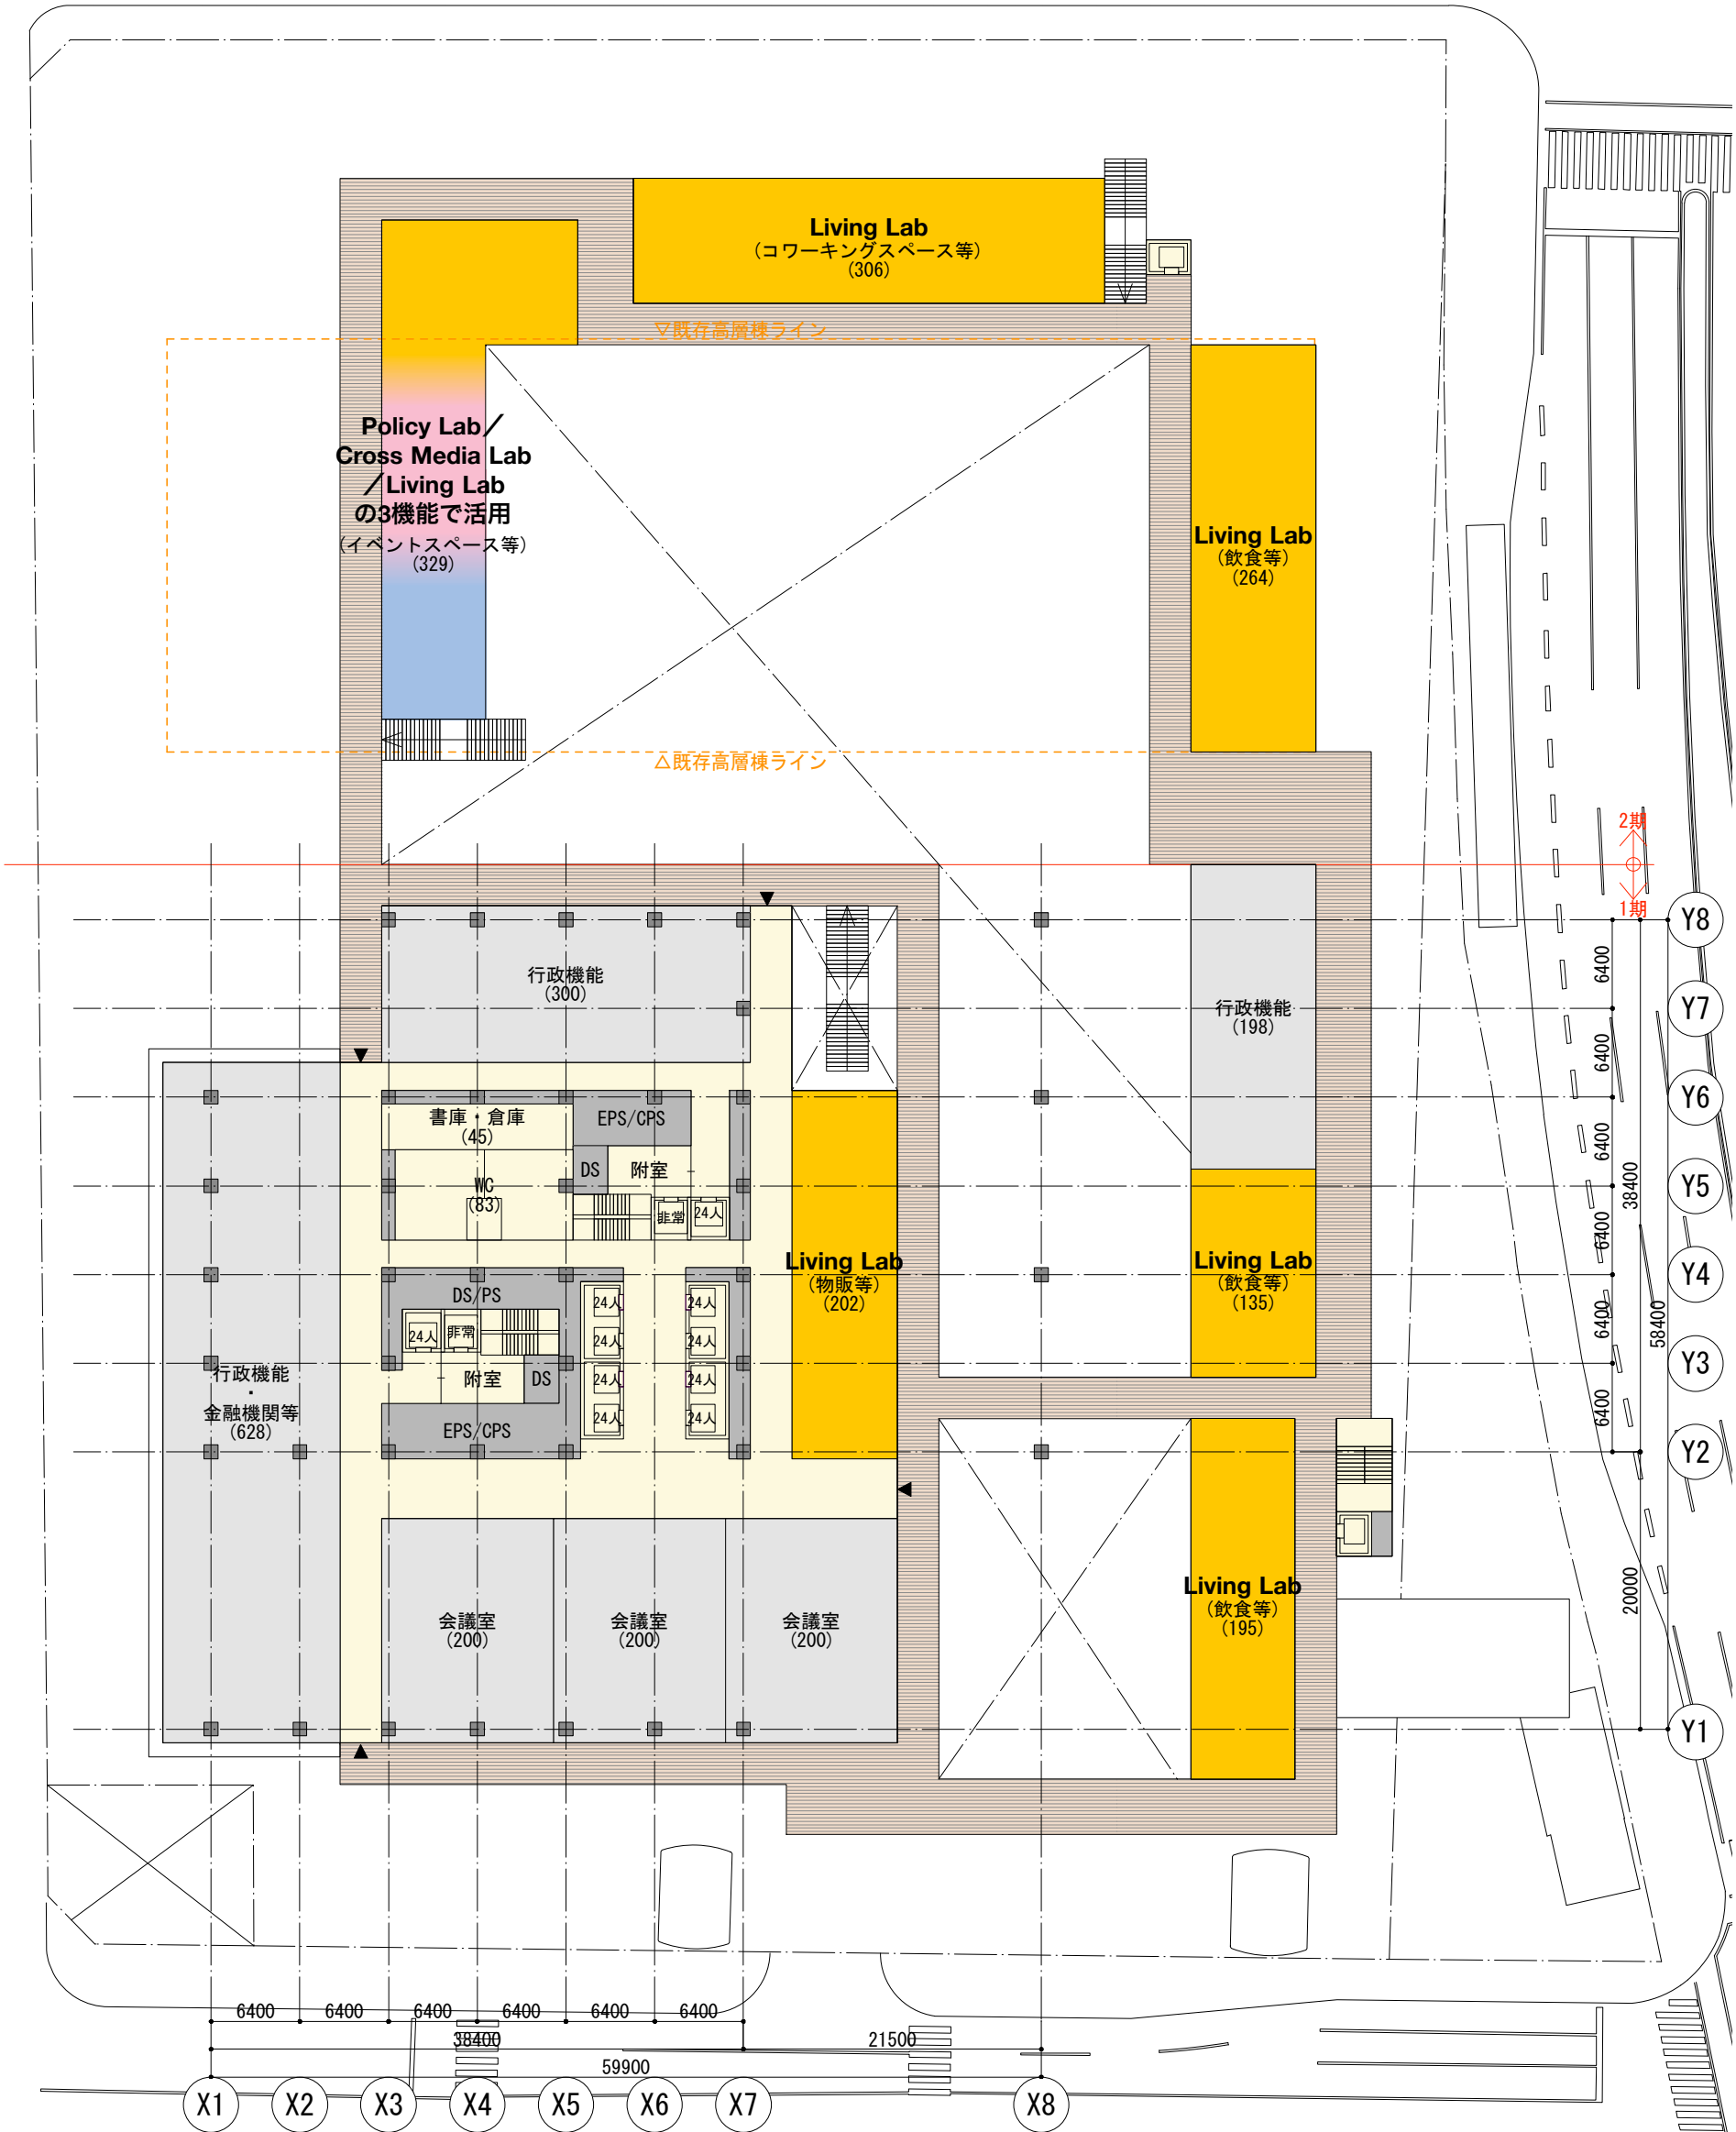 Living Lab
(コワーキングスペース等)
(306)
▽既存高層棟ライン
Policy Lab／
Cross Media Lab
／Living Lab
の3機能で活用
(イベントスペース等)
(329)
Living Lab
(飲食等)
(264)
△既存高層棟ライン
2期
1期
Y8
6400
行政機能
(300)
行政機能
(198)
Y7
6400
Y6
書庫・倉庫
(45)
EPS/CPS
6400
DS
附室
WC
(83)
非常
24人
Y5
38400
6400
Living Lab
(物販等)
(202)
Living Lab
(飲食等)
(135)
Y4
DS/PS
24人
24人
24人
非常
24人
24人
6400
58400
Y3
行政機能
・
金融機関等
(628)
附室
DS
24人
24人
24人
24人
6400
EPS/CPS
Y2
会議室
(200)
会議室
(200)
会議室
(200)
Living Lab
(飲食等)
(195)
20000
Y1
6400
6400
6400
6400
6400
6400
38400
21500
59900
X1
X2
X3
X4
X5
X6
X7
X8